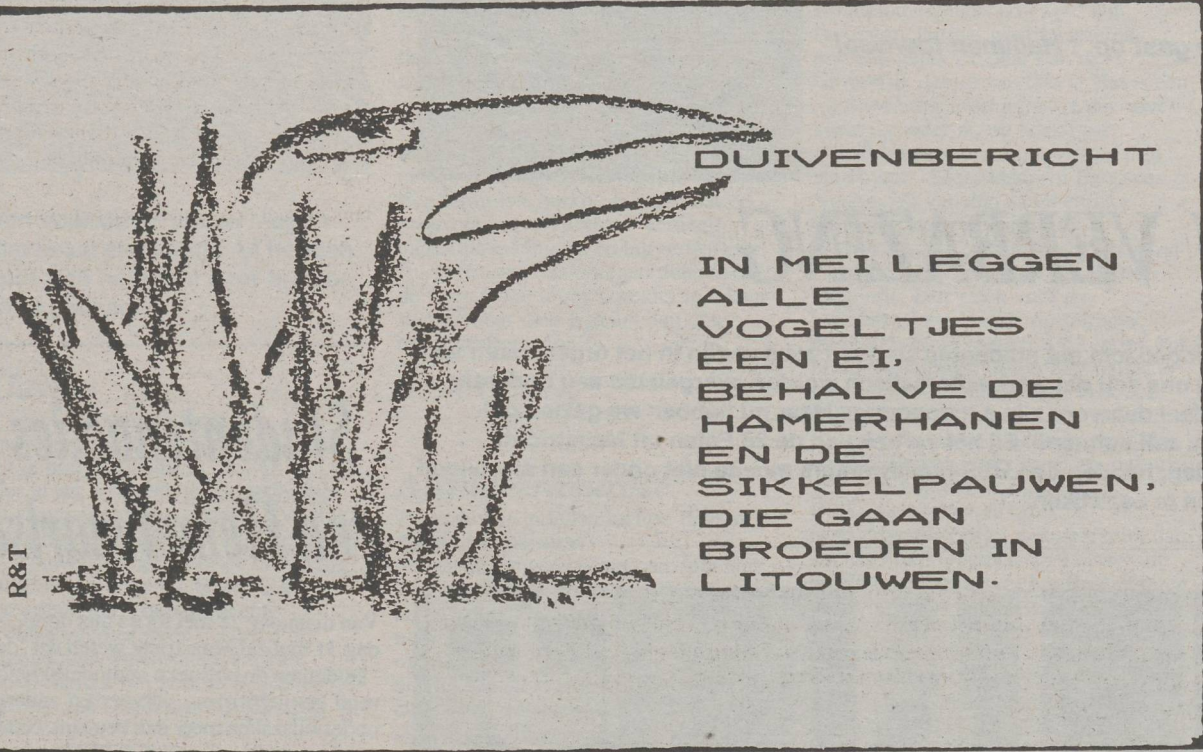 DUIVENBERICHT
IN MEI LEGGEN
ALLE
VOGELTJES
EEN EI,
BEHALVE DE
HAMERHANEN
EN DE
SIKKELPAUWEN,
DIE GAAN
BROEDEN IN
LITOUWEN.
R&T